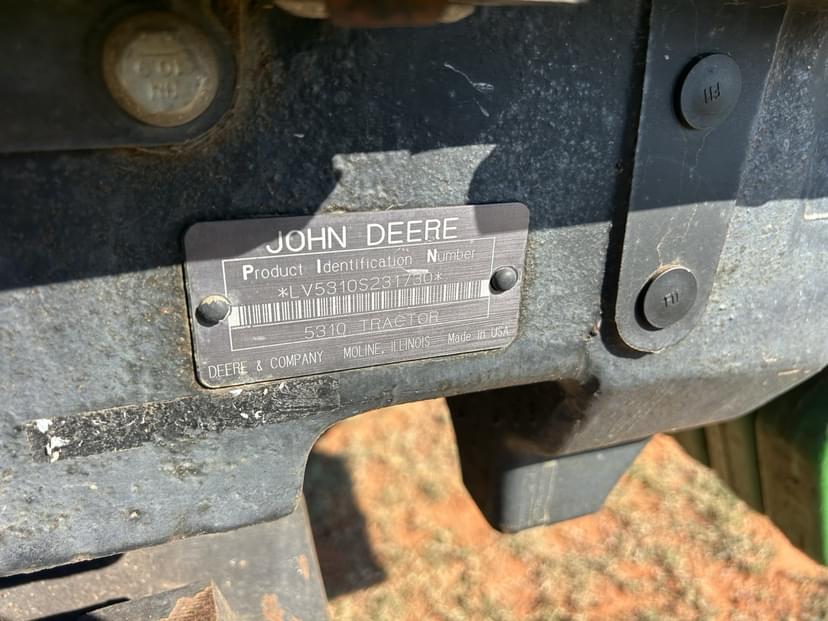 JOHN DEERE
Product Identification Number
*LV5310S231730*
5310 TRACTOR
DEERE & COMPANY MOLINE, ILLINOIS Made in USA